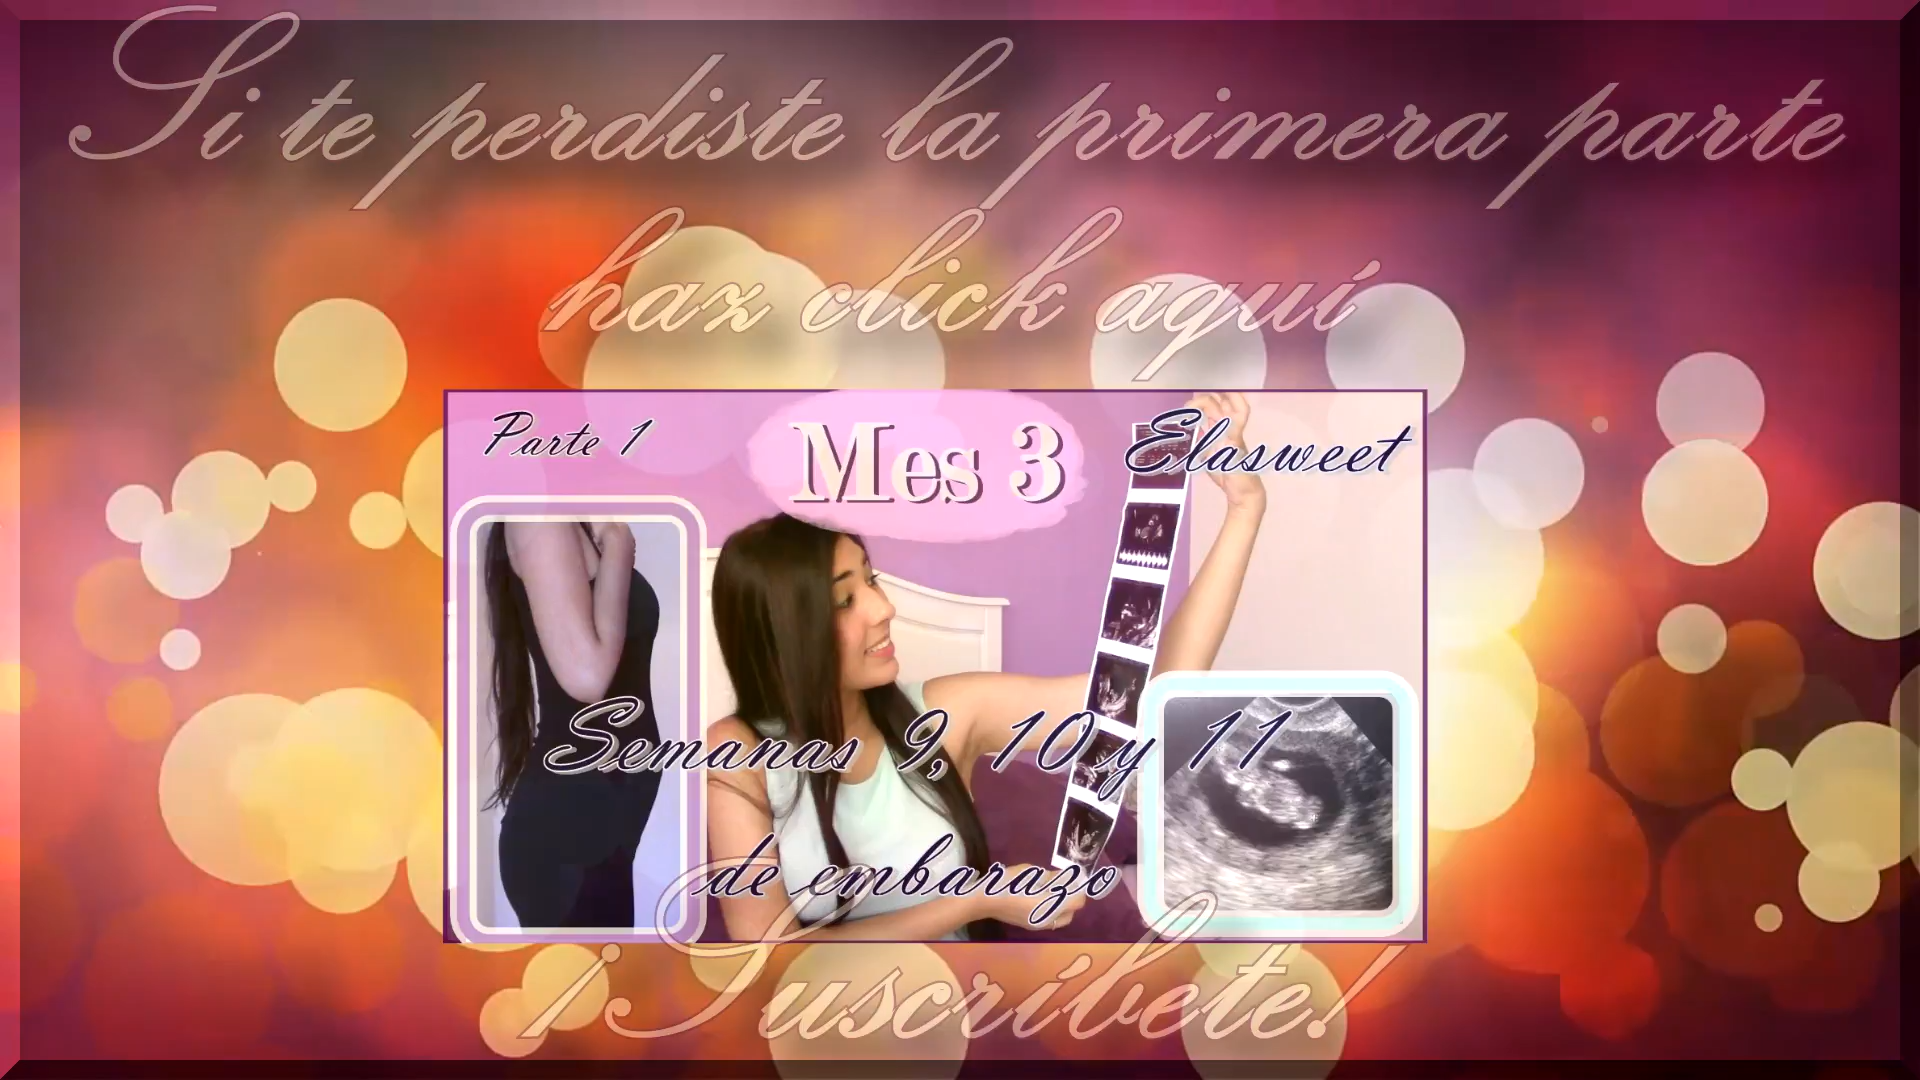 Si te perdiste la primera parte
haz click aquí
Parte 1
Mes 3
Elasweet
Semanas 9, 10 y 11
de embarazo
¡Suscríbete!